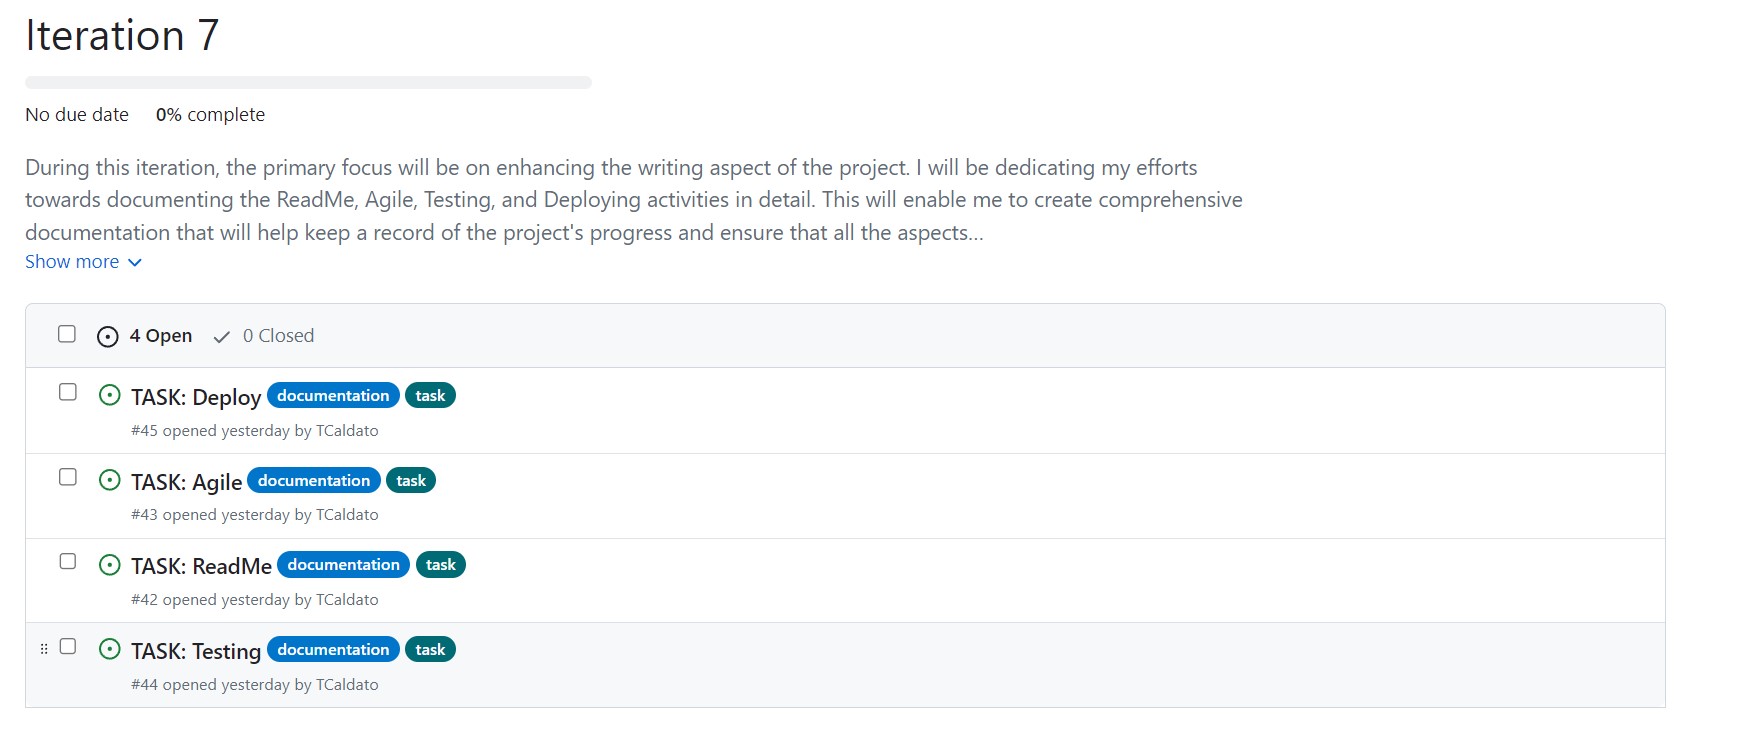 Iteration 7
No due date 0% complete
During this iteration, the primary focus will be on enhancing the writing aspect of the project. I will be dedicating my efforts
towards documenting the ReadMe, Agile, Testing, and Deploying activities in detail. This will enable me to create comprehensive
documentation that will help keep a record of the project's progress and ensure that all the aspects...
Show more
4 Open 0 Closed
TASK: Deploy documentation task
#45 opened yesterday by TCaldato
TASK: Agile documentation task
#43 opened yesterday by TCaldato
TASK: ReadMe documentation task
#42 opened yesterday by TCaldato
TASK: Testing documentation task
#44 opened yesterday by TCaldato